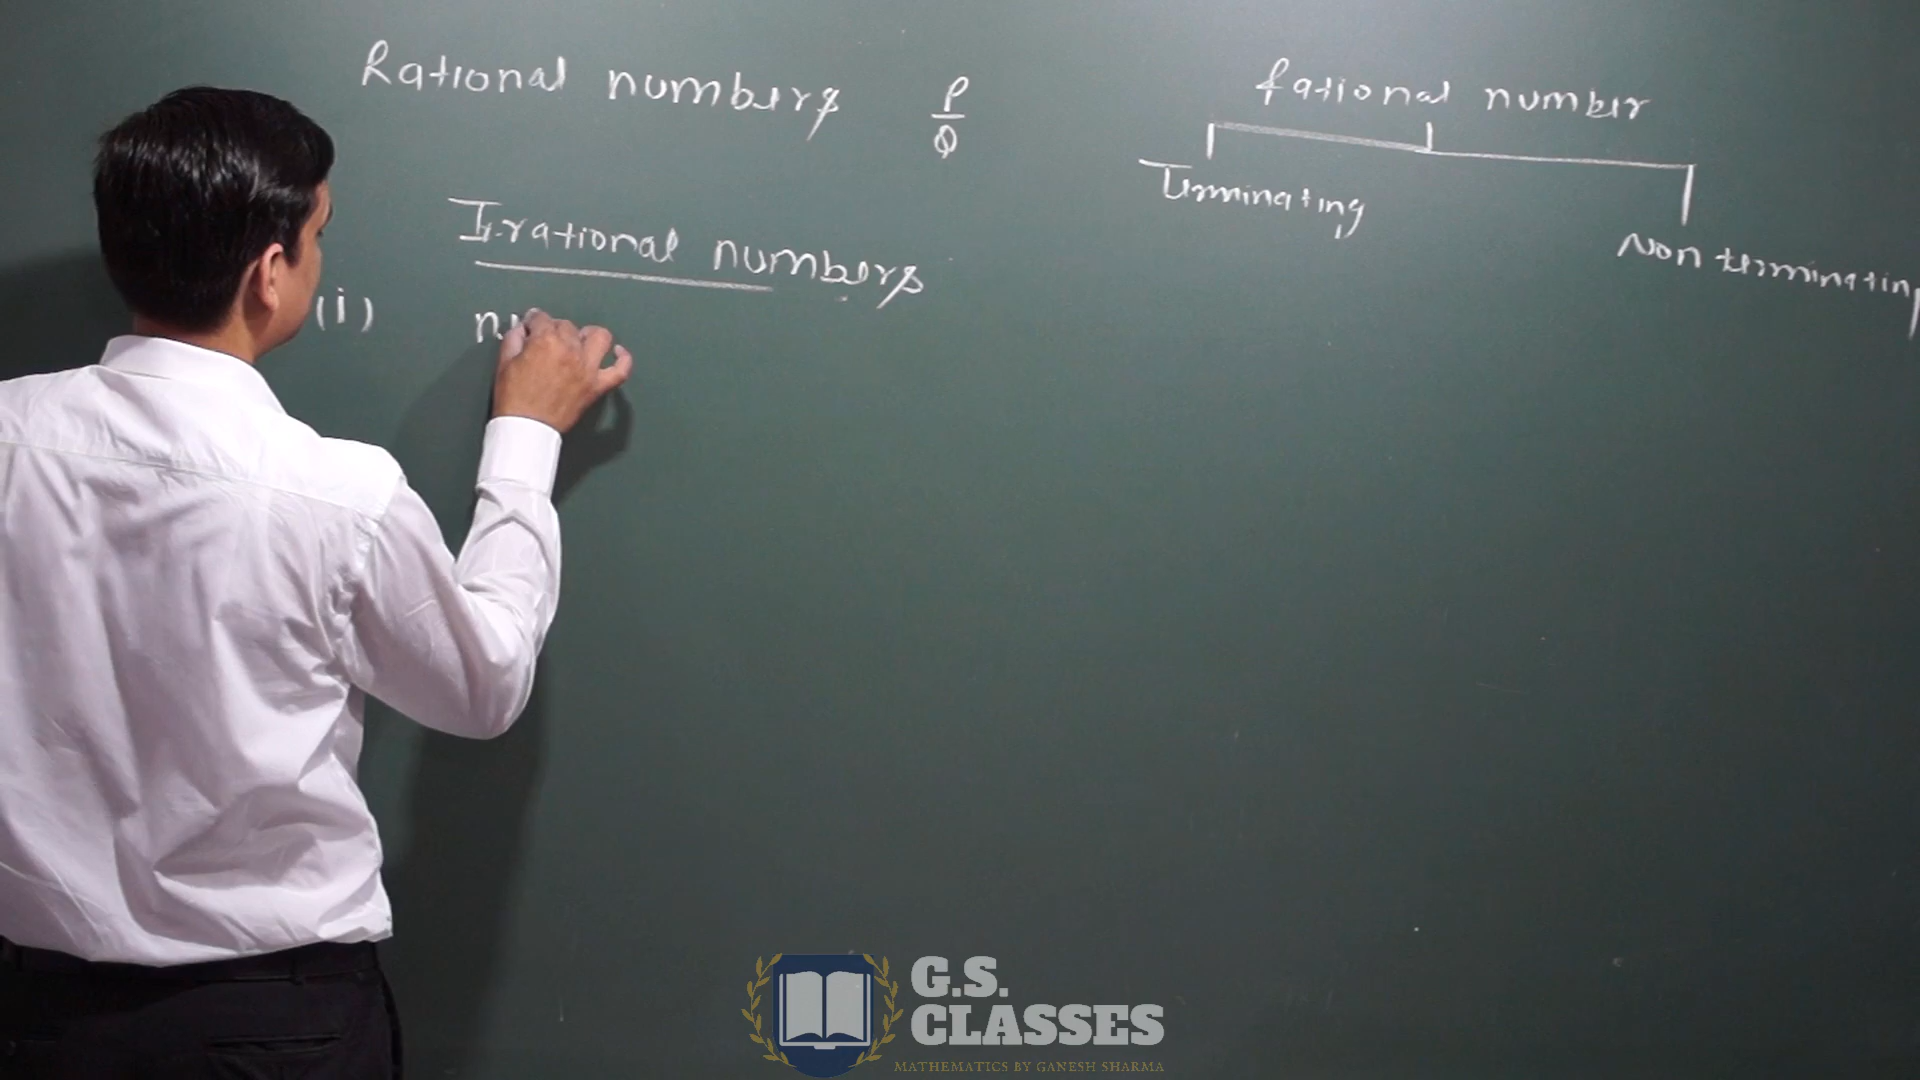 Rational numbers P/Q
Irrational numbers
(i)
Rational number
Terminating
Non terminating
G.S.
CLASSES
MATHEMATICS BY GANESH SHARMA